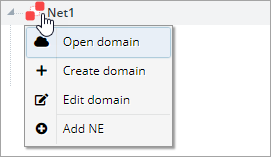 Net1
Open domain
Create domain
Edit domain
Add NE